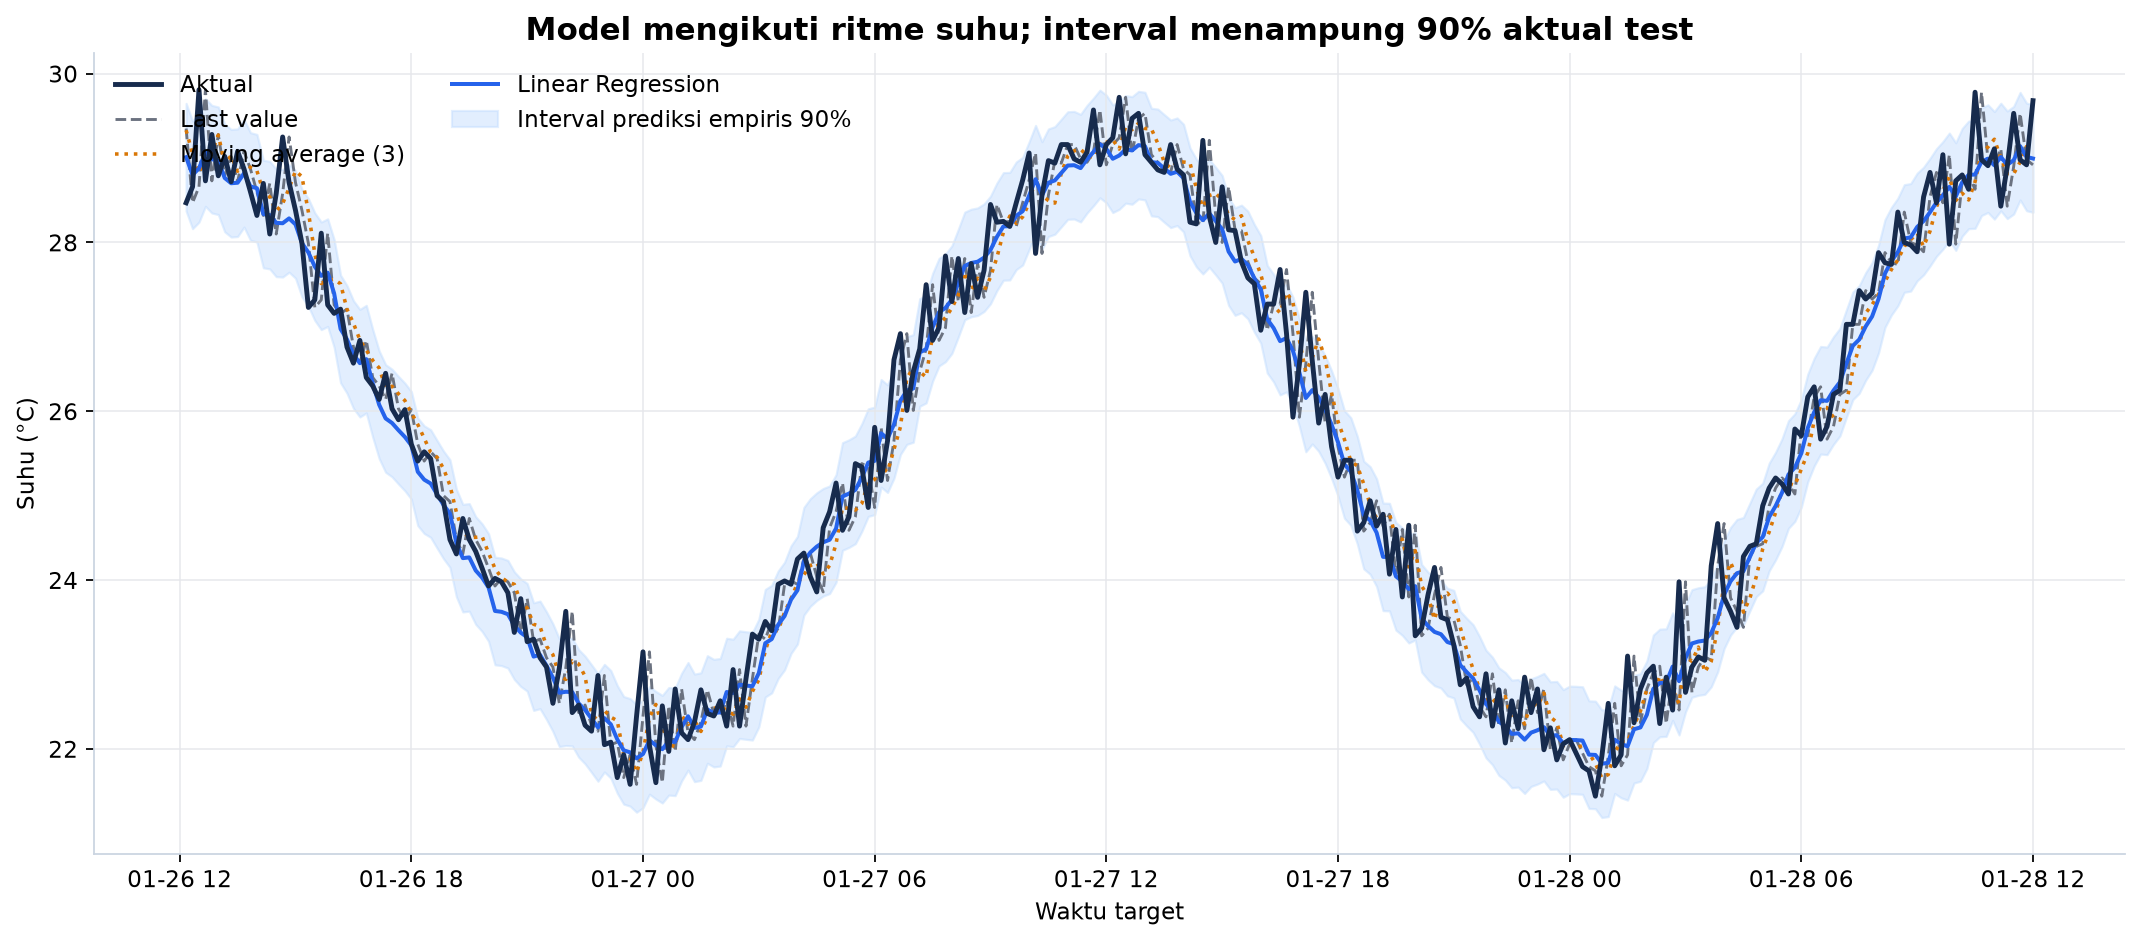 Model mengikuti ritme suhu; interval menampung 90% aktual test
Aktual
Last value
Moving average (3)
Linear Regression
Interval prediksi empiris 90%
Suhu (°C)
30
28
26
24
22
01-26 12
01-26 18
01-27 00
01-27 06
01-27 12
01-27 18
01-28 00
01-28 06
01-28 12
Waktu target